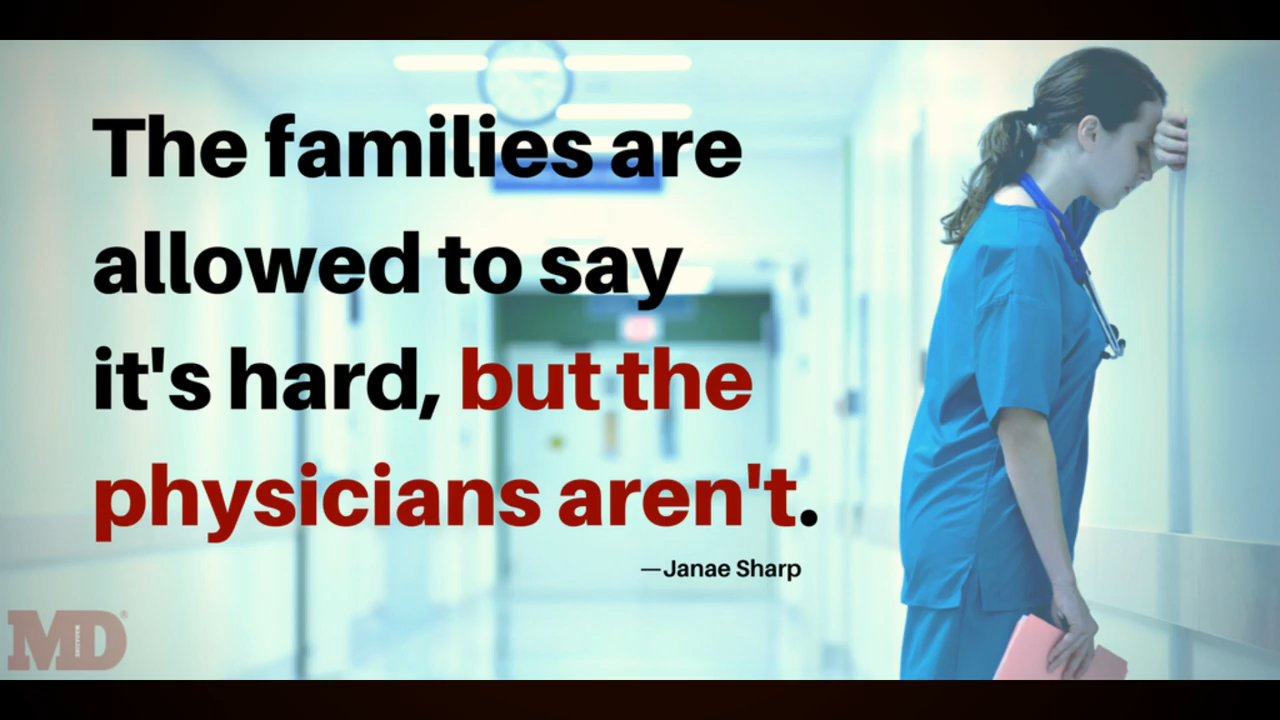 The families are
allowed to say
it's hard, but the
physicians aren't.
—Janae Sharp
MD®